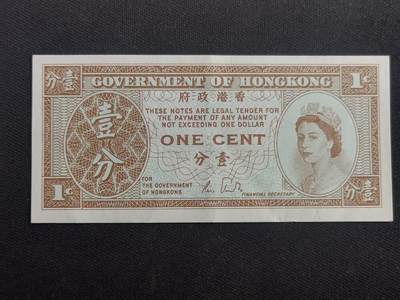 分壹 GOVERNMENT OF HONGKONG 1¢
府政港香
THESE NOTES ARE LEGAL TENDER FOR
THE PAYMENT OF ANY AMOUNT
NOT EXCEEDING ONE DOLLAR
壹分
ONE CENT
分壹
FOR
THE GOVERNMENT
OF HONGKONG
FINANCIAL SECRETARY
1¢
分壹